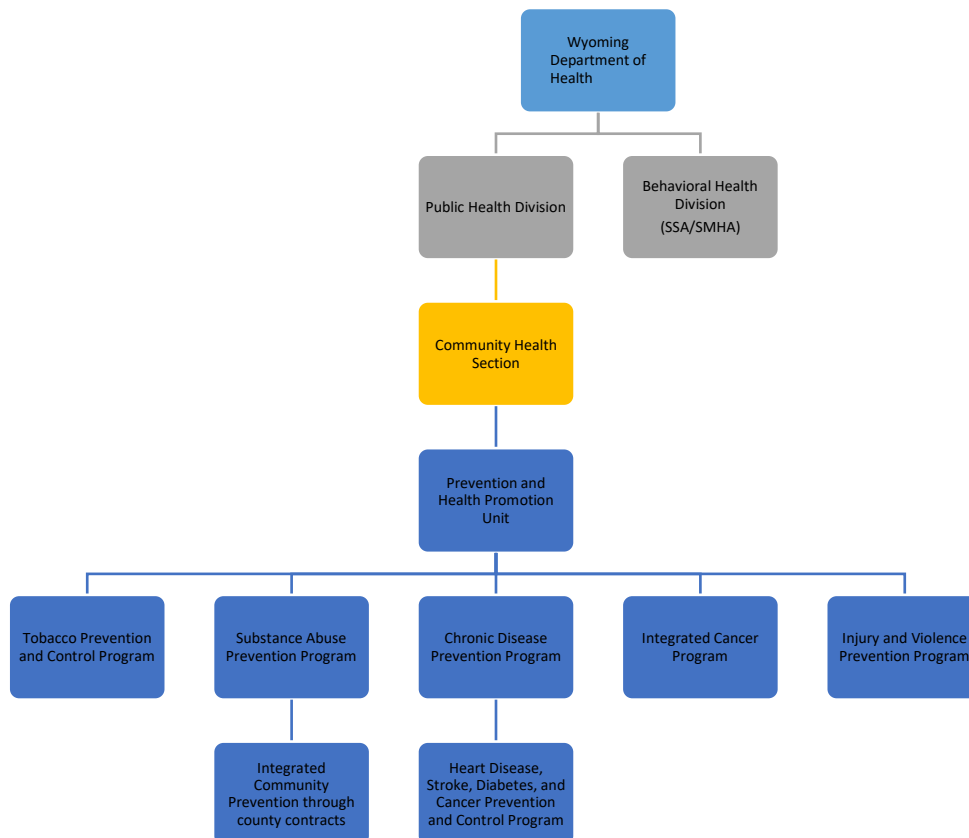 Wyoming
Department of
Health
Public Health Division
Behavioral Health
Division
(SSA/SMHA)
Community Health
Section
Prevention and
Health Promotion
Unit
Tobacco Prevention
and Control Program
Substance Abuse
Prevention Program
Chronic Disease
Prevention Program
Integrated Cancer
Program
Injury and Violence
Prevention Program
Integrated
Community
Prevention through
county contracts
Heart Disease,
Stroke, Diabetes, and
Cancer Prevention
and Control Program